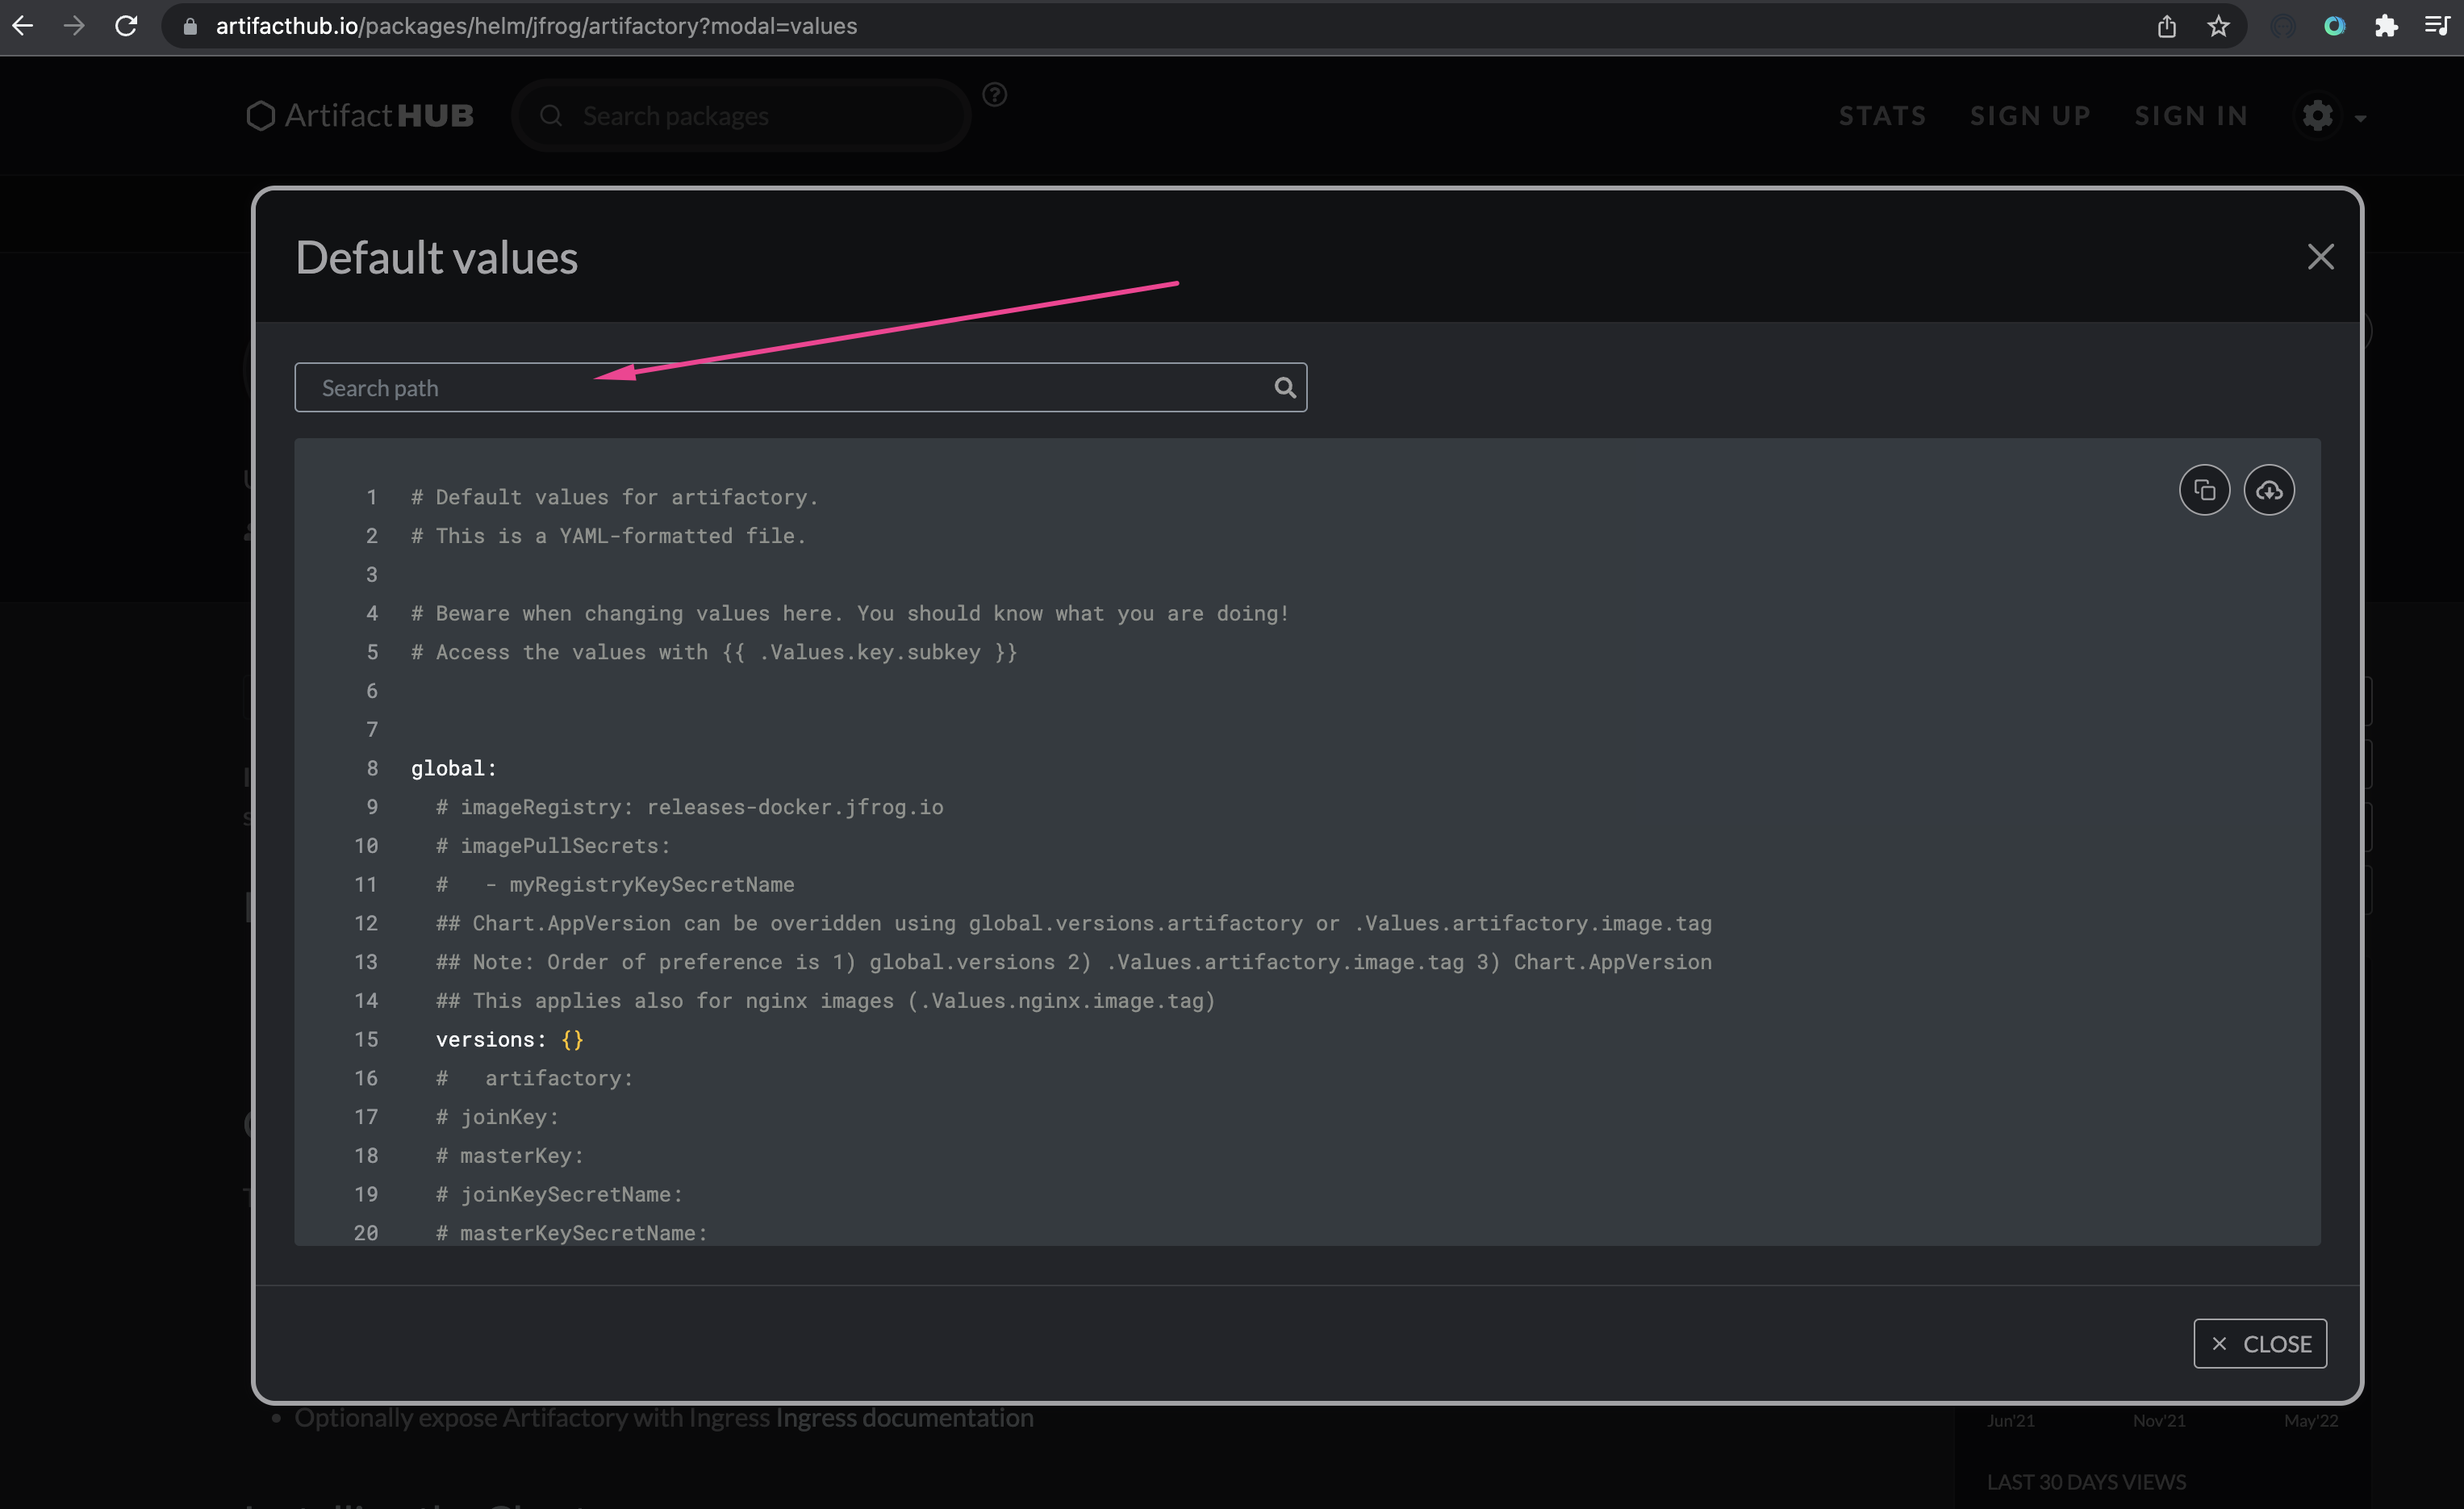 artifacthub.io/packages/helm/jfrog/artifactory?modal=values
ArtifactHUB
Search packages
?
STATS
SIGN UP
SIGN IN
Default values
Search path
1 # Default values for artifactory.
2 # This is a YAML-formatted file.
3
4 # Beware when changing values here. You should know what you are doing!
5 # Access the values with {{ .Values.key.subkey }}
6
7
8 global:
9 # imageRegistry: releases-docker.jfrog.io
10 # imagePullSecrets:
11 #   - myRegistryKeySecretName
12 ## Chart.AppVersion can be overidden using global.versions.artifactory or .Values.artifactory.image.tag
13 ## Note: Order of preference is 1) global.versions 2) .Values.artifactory.image.tag 3) Chart.AppVersion
14 ## This applies also for nginx images (.Values.nginx.image.tag)
15 versions: {}
16 #   artifactory:
17 # joinKey:
18 # masterKey:
19 # joinKeySecretName:
20 # masterKeySecretName:
CLOSE
• Optionally expose Artifactory with Ingress Ingress documentation
Jun'21 Nov'21 May'22
LAST 30 DAYS VIEWS